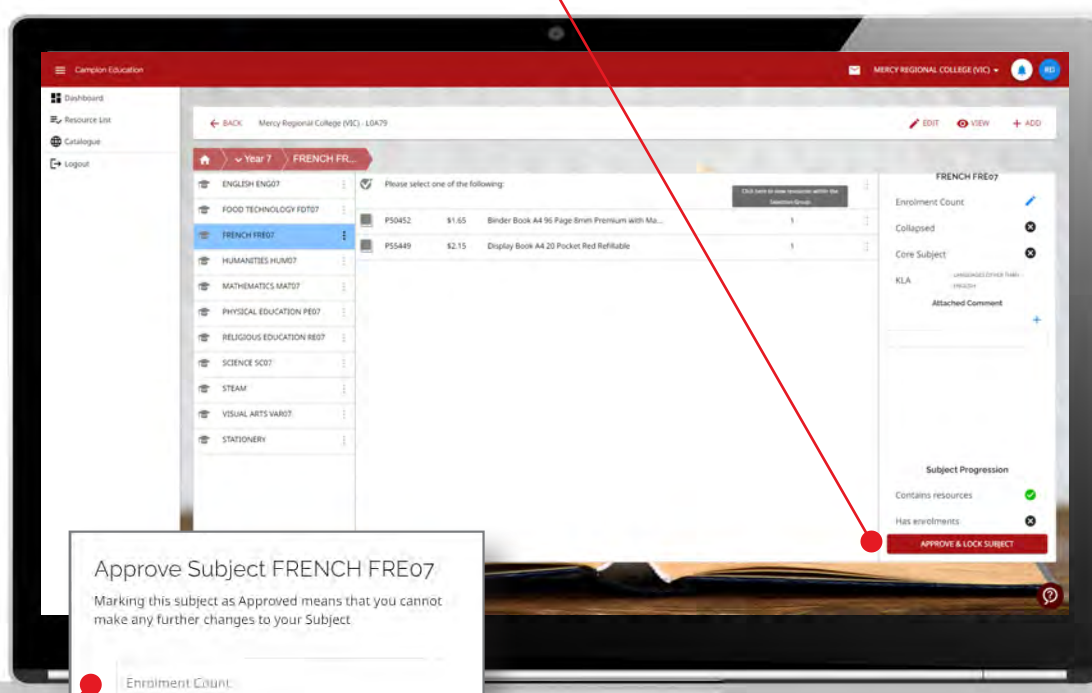 Campion Education
MERCY REGIONAL COLLEGE (VIC)
RD
Dashboard
Resource List
Catalogue
Logout
BACK Mercy Regional College (VIC) - L0A79
EDIT VIEW + ADD
Year 7 FRENCH FR...
ENGLISH ENG07
FOOD TECHNOLOGY FDT07
FRENCH FRE07
HUMANITIES HUM07
MATHEMATICS MAT07
PHYSICAL EDUCATION PE07
RELIGIOUS EDUCATION RE07
SCIENCE SC07
STEAM
VISUAL ARTS VAR07
STATIONERY
Please select one of the following:
Click here to view resources within the
Selection Group
P50452 $1.65 Binder Book A4 96 Page 8mm Premium with Ma... 1
P55449 $2.15 Display Book A4 20 Pocket Red Refillable 1
FRENCH FRE07
Enrolment Count
Collapsed
Core Subject
KLA LANGUAGES OTHER THAN
ENGLISH
Attached Comment
+
Subject Progression
Contains resources
Has enrolments
APPROVE & LOCK SUBJECT
Approve Subject FRENCH FRE07
Marking this subject as Approved means that you cannot
make any further changes to your Subject
Enrolment Count